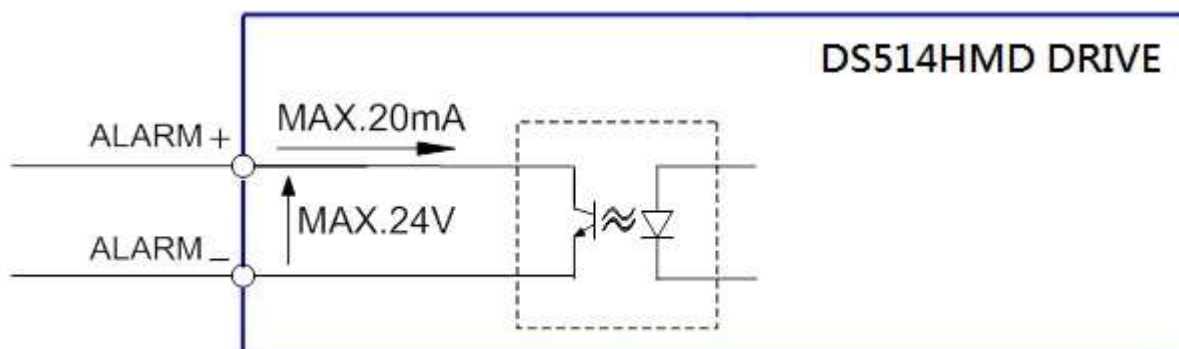 DS514HMD DRIVE
MAX.20mA
ALARM +
MAX.24V
ALARM _